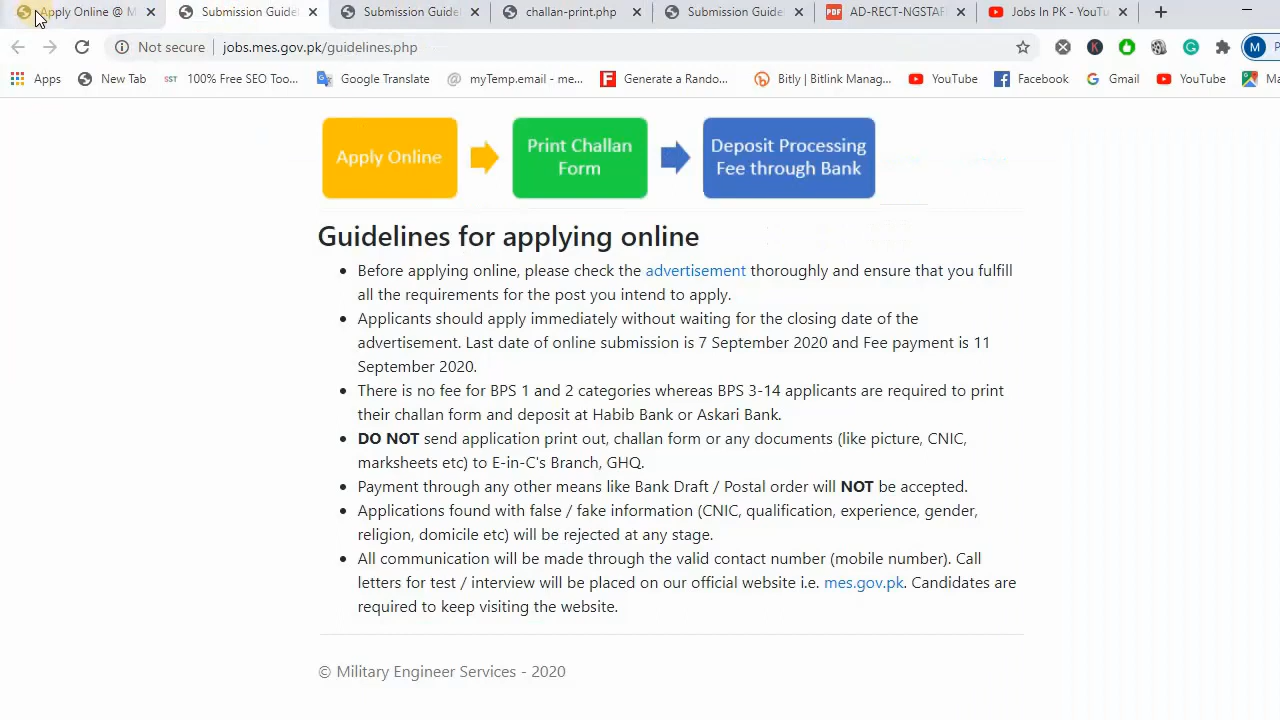 Apply Online @ M
Submission Guidel
Submission Guidel
challan-print.php
Submission Guidel
AD-RECT-NGSTAF
Jobs In PK - YouTu
Not secure
jobs.mes.gov.pk/guidelines.php
M
Apps
New Tab
SST
100% Free SEO Too...
Google Translate
@ myTemp.email - me...
F Generate a Rando...
Bitly | Bitlink Manag...
YouTube
Facebook
Gmail
YouTube
Ma
Apply Online
Print Challan
Form
Deposit Processing
Fee through Bank
Guidelines for applying online
• Before applying online, please check the advertisement thoroughly and ensure that you fulfill
all the requirements for the post you intend to apply.
• Applicants should apply immediately without waiting for the closing date of the
advertisement. Last date of online submission is 7 September 2020 and Fee payment is 11
September 2020.
• There is no fee for BPS 1 and 2 categories whereas BPS 3-14 applicants are required to print
their challan form and deposit at Habib Bank or Askari Bank.
• DO NOT send application print out, challan form or any documents (like picture, CNIC,
marksheets etc) to E-in-C's Branch, GHQ.
• Payment through any other means like Bank Draft / Postal order will NOT be accepted.
• Applications found with false / fake information (CNIC, qualification, experience, gender,
religion, domicile etc) will be rejected at any stage.
• All communication will be made through the valid contact number (mobile number). Call
letters for test / interview will be placed on our official website i.e. mes.gov.pk. Candidates are
required to keep visiting the website.
© Military Engineer Services - 2020